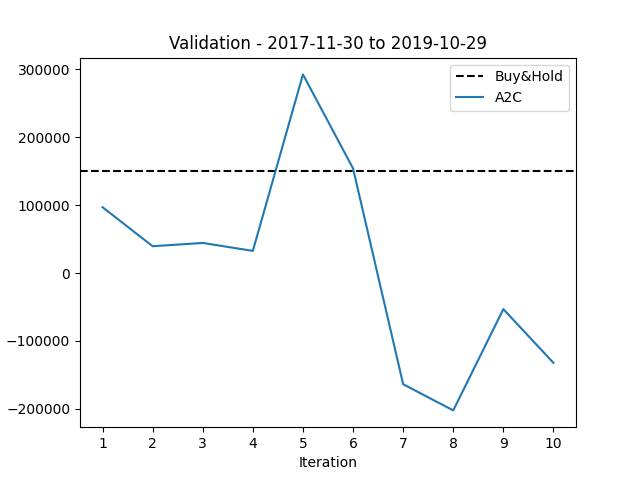 Validation - 2017-11-30 to 2019-10-29
Buy&Hold
A2C
300000
200000
100000
0
−100000
−200000
1 2 3 4 5 6 7 8 9 10
Iteration